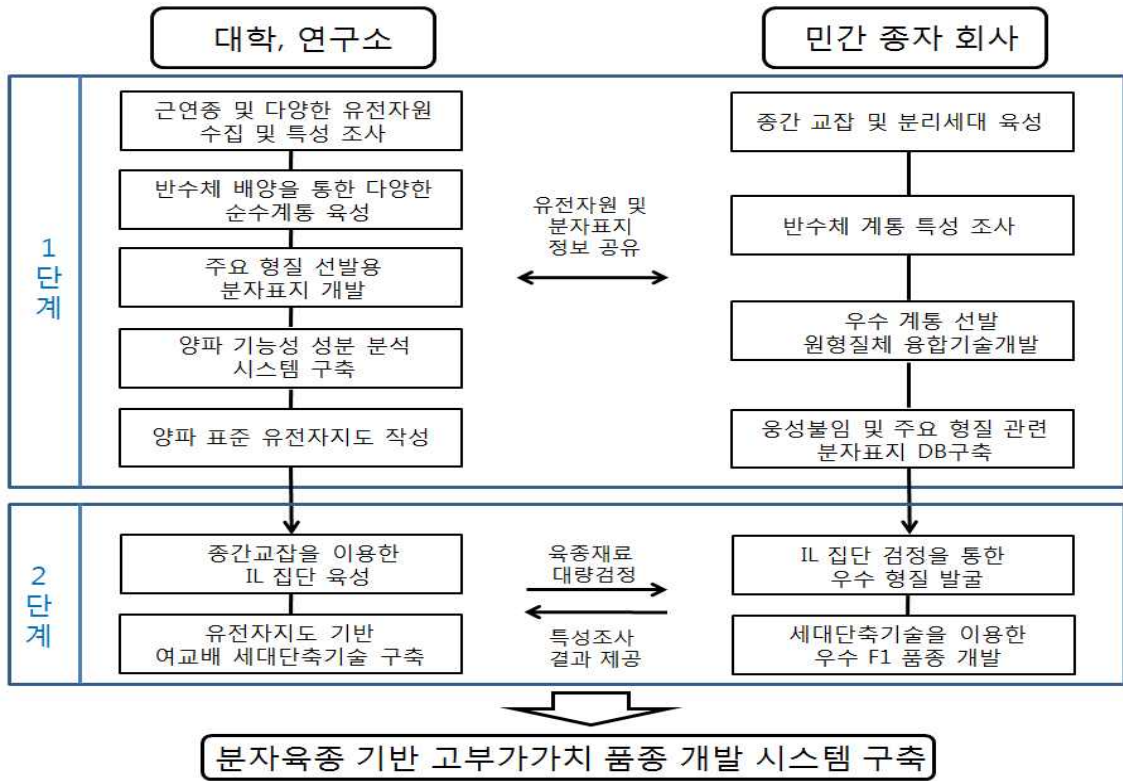 대학, 연구소
민간 종자 회사
1
단
계
근연종 및 다양한 유전자원
수집 및 특성 조사
반수체 배양을 통한 다양한
순수계통 육성
주요 형질 선발용
분자표지 개발
양파 기능성 성분 분석
시스템 구축
양파 표준 유전자지도 작성
유전자원 및
분자표지
정보 공유
종간 교잡 및 분리세대 육성
반수체 계통 특성 조사
우수 계통 선발
원형질체 융합기술개발
웅성불임 및 주요 형질 관련
분자표지 DB구축
2
단
계
종간교잡을 이용한
IL 집단 육성
유전자지도 기반
여교배 세대단축기술 구축
육종재료
대량검정
특성조사
결과 제공
IL 집단 검정을 통한
우수 형질 발굴
세대단축기술을 이용한
우수 F1 품종 개발
분자육종 기반 고부가가치 품종 개발 시스템 구축